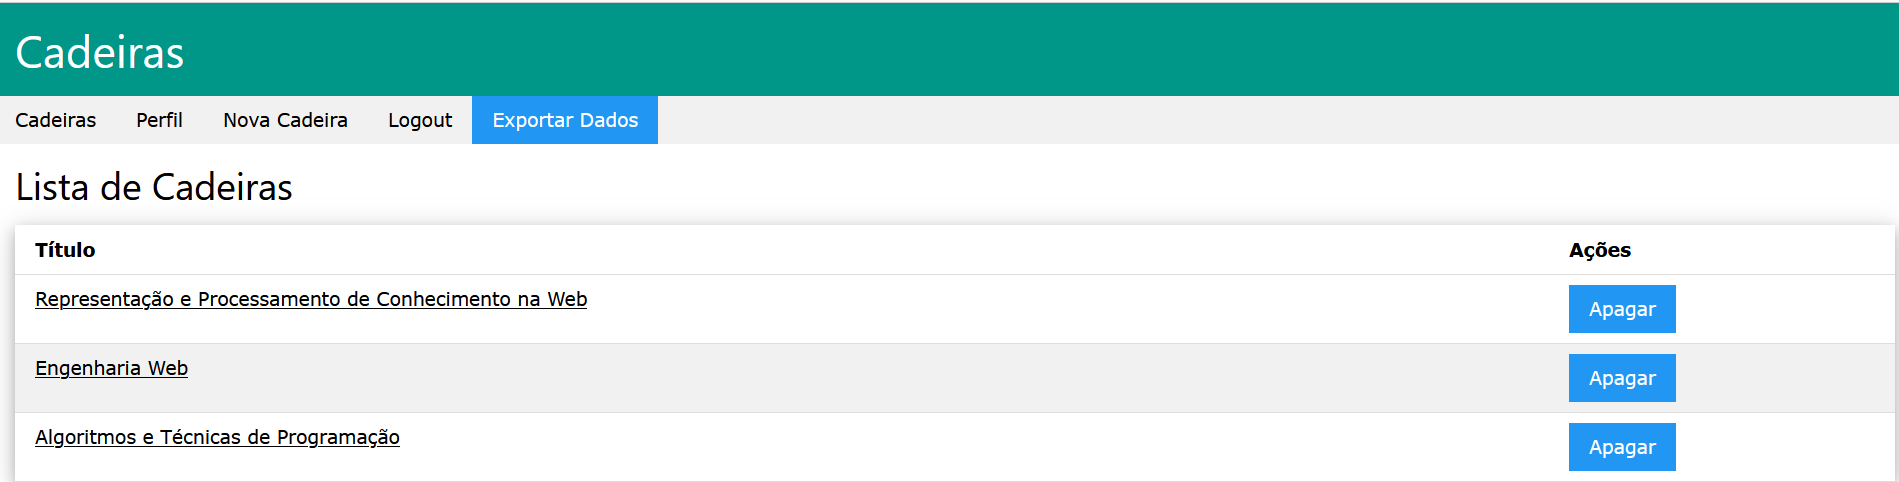 Cadeiras
Cadeiras Perfil Nova Cadeira Logout Exportar Dados
Lista de Cadeiras
Título Ações
Representação e Processamento de Conhecimento na Web Apagar
Engenharia Web Apagar
Algoritmos e Técnicas de Programação Apagar